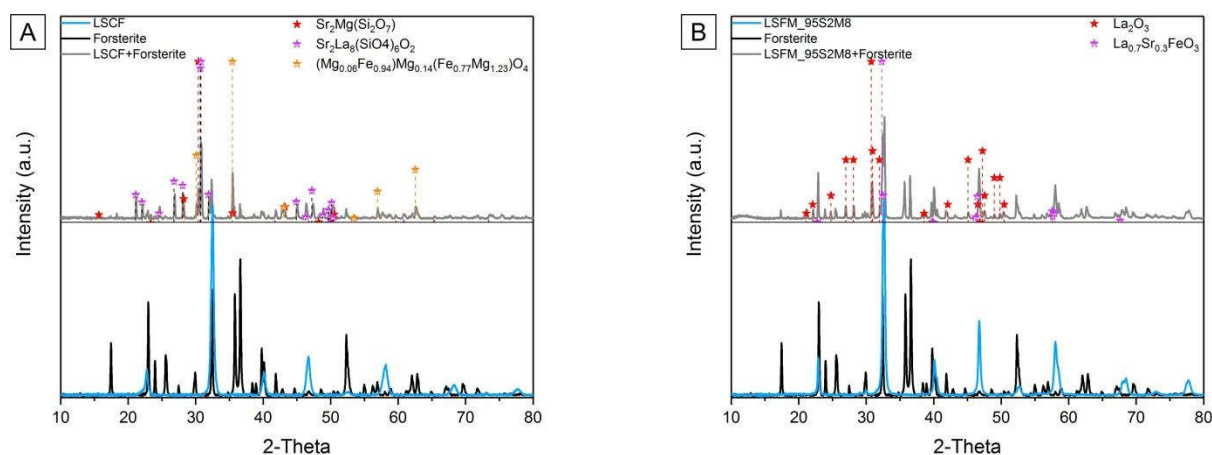 A
LSCF
Forsterite
LSCF+Forsterite
Sr₂Mg(Si₂O₇)
Sr₂La₈(SiO4)₆O₂
(Mg₀.₀₆Fe₀.₉₄)Mg₀.₁₄(Fe₀.₇₇Mg₁.₂₃)O₄
Intensity (a.u.)
10 20 30 40 50 60 70 80
2-Theta
B
LSFM_95S2M8
Forsterite
LSFM_95S2M8+Forsterite
La₂O₃
La₀.₇Sr₀.₃FeO₃
Intensity (a.u.)
10 20 30 40 50 60 70 80
2-Theta